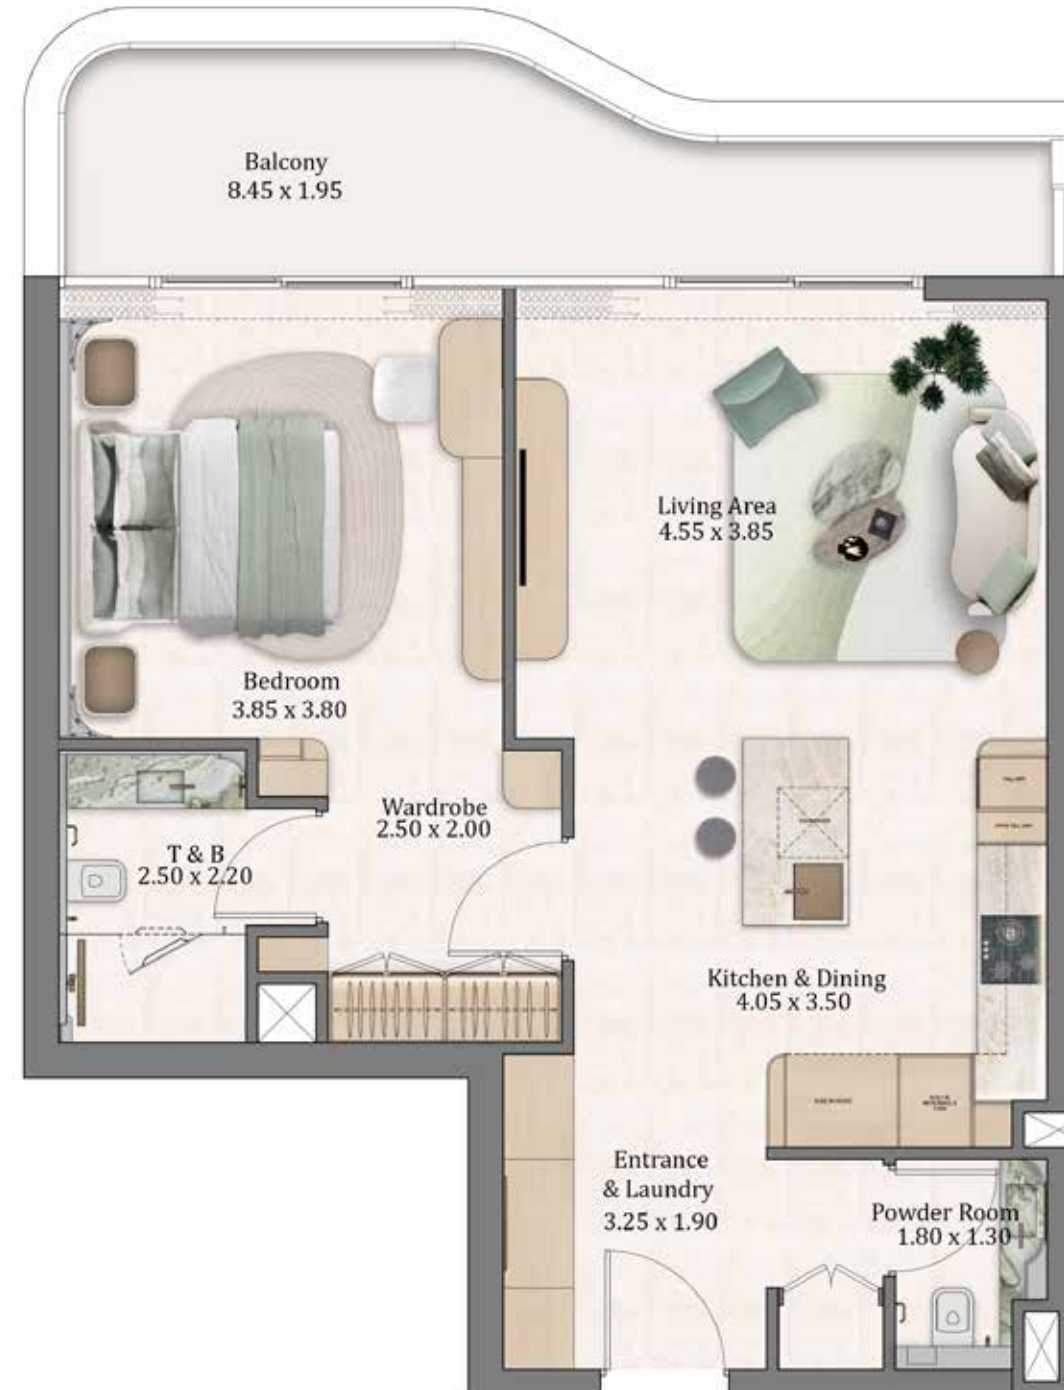 Balcony
8.45 x 1.95
Living Area
4.55 x 3.85
Bedroom
3.85 x 3.80
Wardrobe
2.50 x 2.00
T & B
2.50 x 2.20
Kitchen & Dining
4.05 x 3.50
Entrance
& Laundry
3.25 x 1.90
Powder Room
1.80 x 1.30